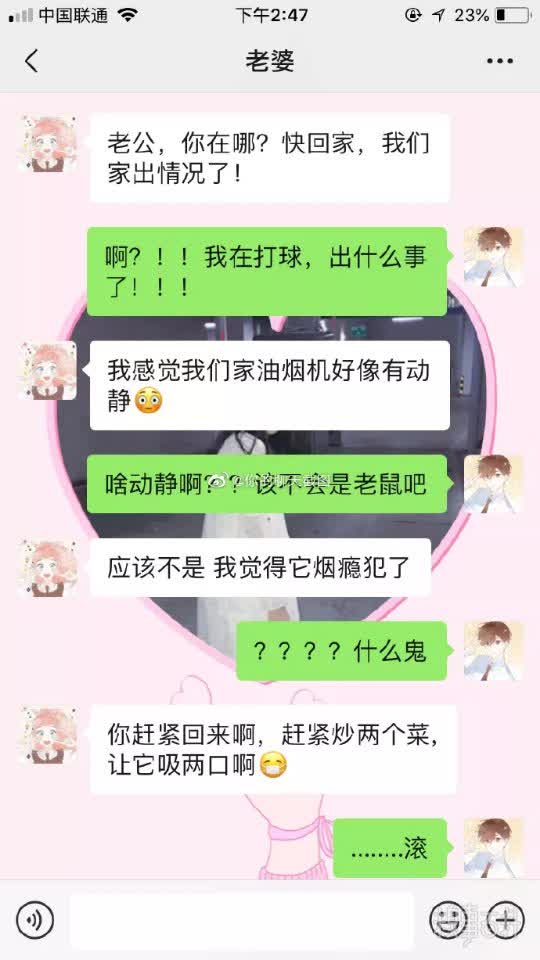 中国联通
下午2:47
23%
老婆
老公，你在哪？快回家，我们
家出情况了！
啊？！！我在打球，出什么事
了！！！
我感觉我们家油烟机好像有动
静😳
啥动静啊？？该不会是老鼠吧
应该不是 我觉得它烟瘾犯了
？？？？什么鬼
你赶紧回来啊，赶紧炒两个菜，
让它吸两口啊😷
........滚